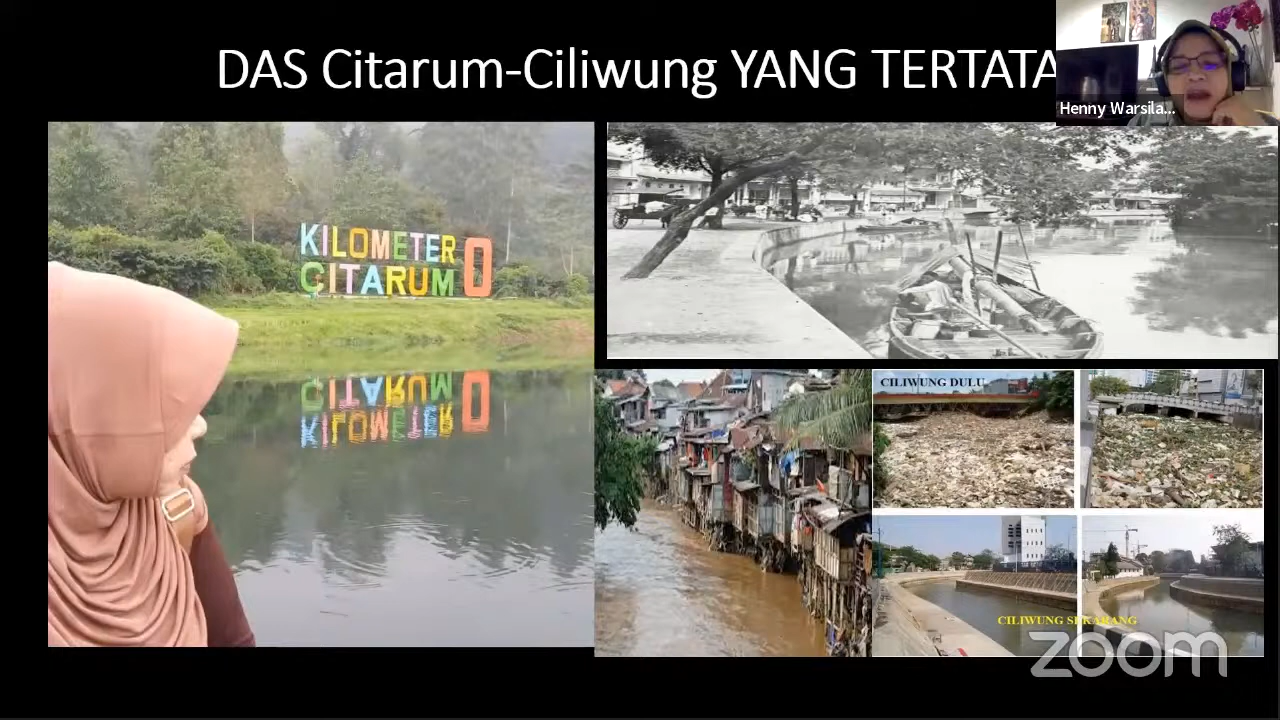 DAS Citarum-Ciliwung YANG TERTATA
Henny Warsila...
KILOMETER 0
CITARUM
CILIWUNG DULU
CILIWUNG SEKARANG
zoom